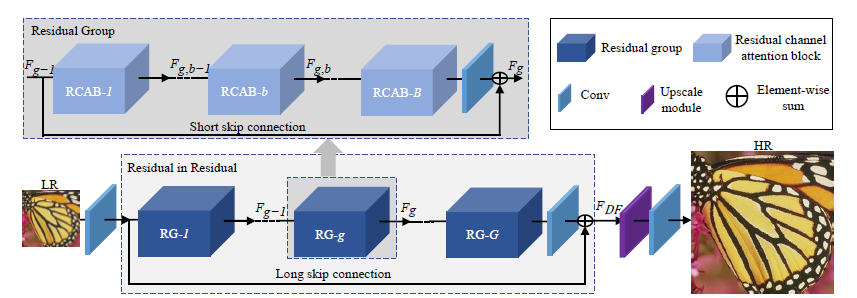 Residual Group
F_{g-1}
F_{g,b-1}
F_{g,b}
F_g
RCAB-1
RCAB-b
RCAB-B
Short skip connection
Residual group
Residual channel
attention block
Conv
Upscale
module
Element-wise
sum
LR
Residual in Residual
F_{g-1}
F_g
F_{DF}
HR
RG-1
RG-g
RG-G
Long skip connection